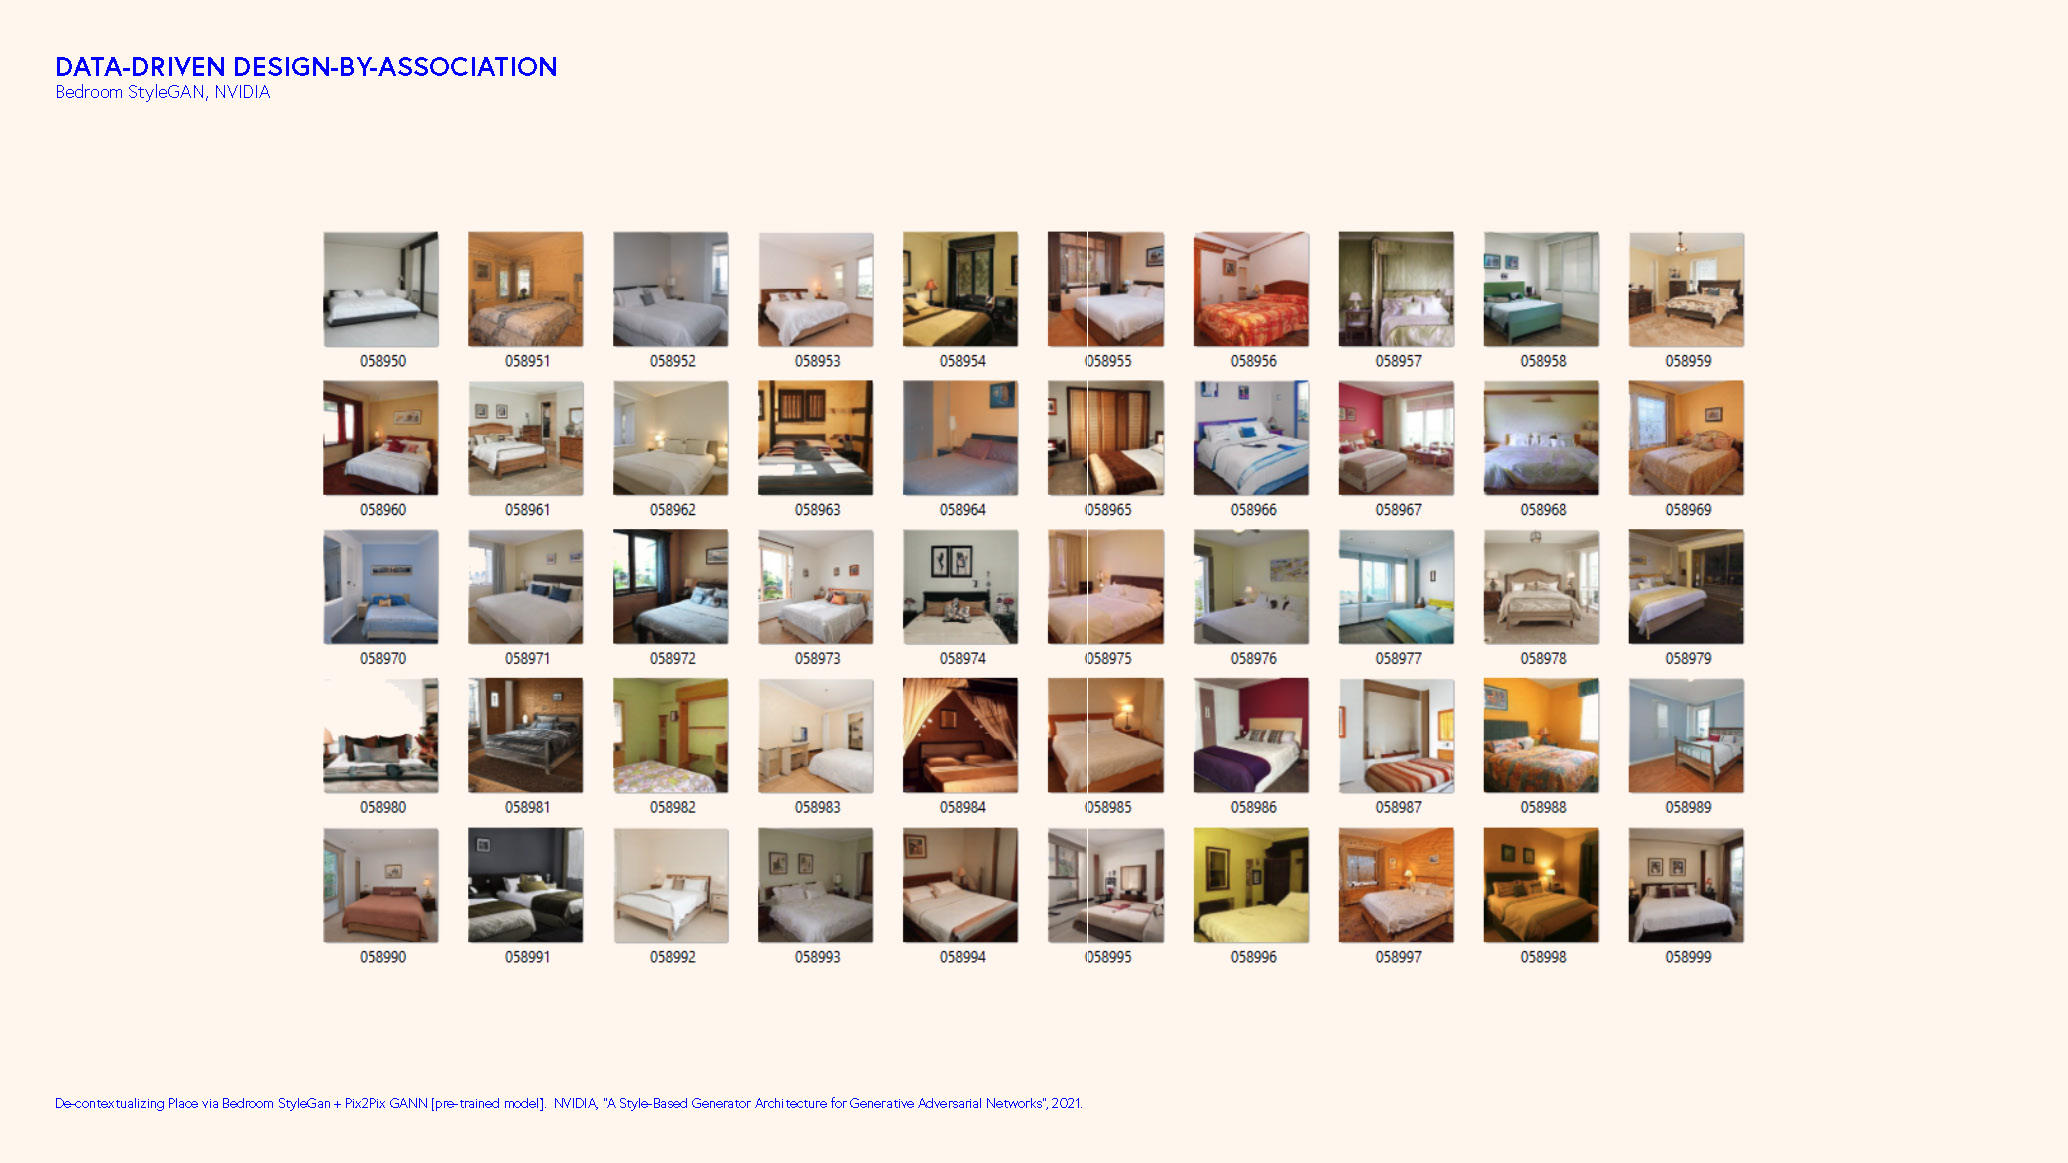 DATA-DRIVEN DESIGN-BY-ASSOCIATION
Bedroom StyleGAN, NVIDIA
058950 058951 058952 058953 058954 058955 058956 058957 058958 058959
058960 058961 058962 058963 058964 058965 058966 058967 058968 058969
058970 058971 058972 058973 058974 058975 058976 058977 058978 058979
058980 058981 058982 058983 058984 058985 058986 058987 058988 058989
058990 058991 058992 058993 058994 058995 058996 058997 058998 058999
De-contextualizing Place via Bedroom StyleGan + Pix2Pix GANN [pre-trained model]. NVIDIA, "A Style-Based Generator Architecture for Generative Adversarial Networks", 2021.